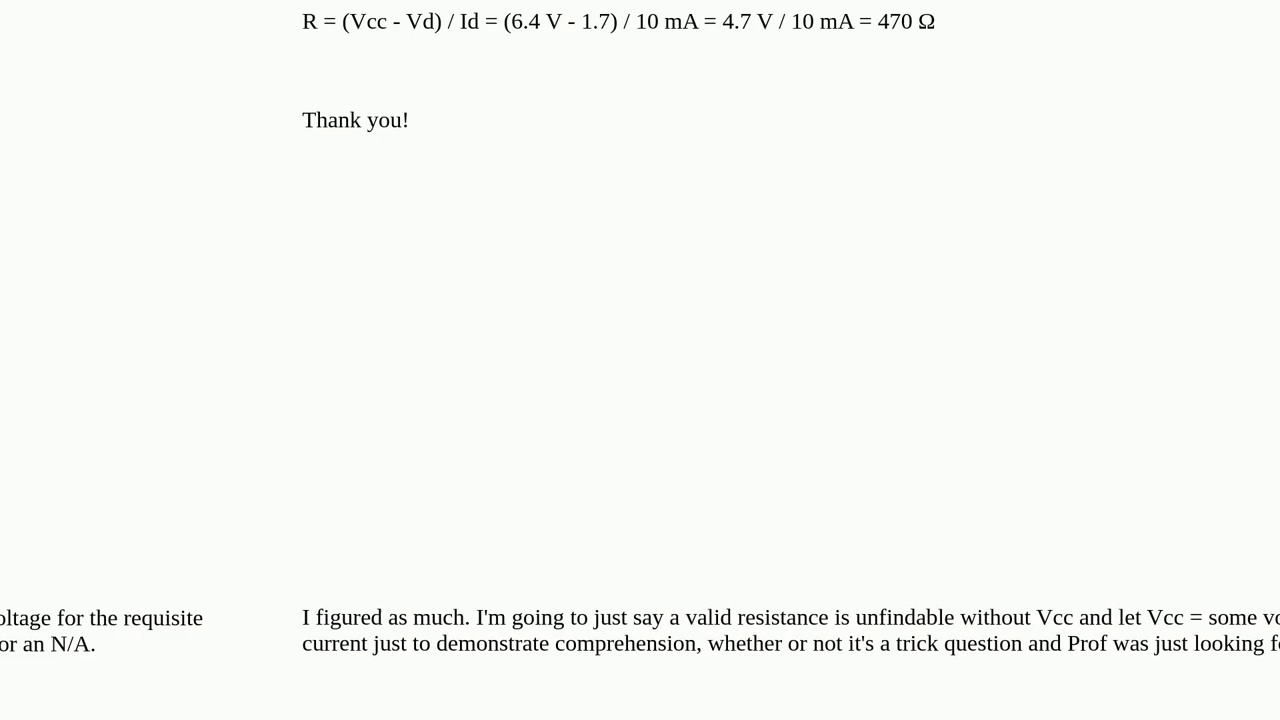 R = (Vcc - Vd) / Id = (6.4 V - 1.7) / 10 mA = 4.7 V / 10 mA = 470 Ω
Thank you!
oltage for the requisite
or an N/A.
I figured as much. I'm going to just say a valid resistance is unfindable without Vcc and let Vcc = some vo
current just to demonstrate comprehension, whether or not it's a trick question and Prof was just looking fo